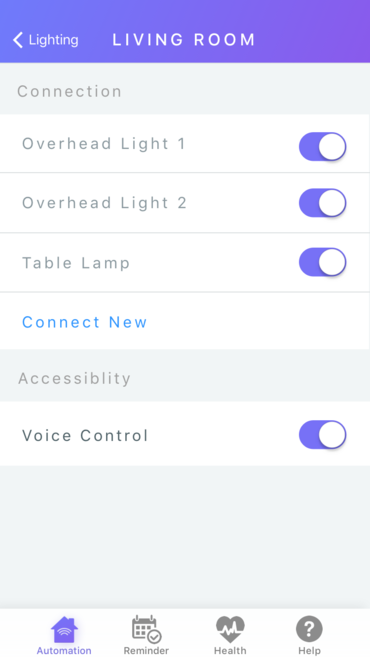 Lighting
LIVING ROOM
Connection
Overhead Light 1
Overhead Light 2
Table Lamp
Connect New
Accessiblity
Voice Control
Automation
Reminder
Health
?
Help